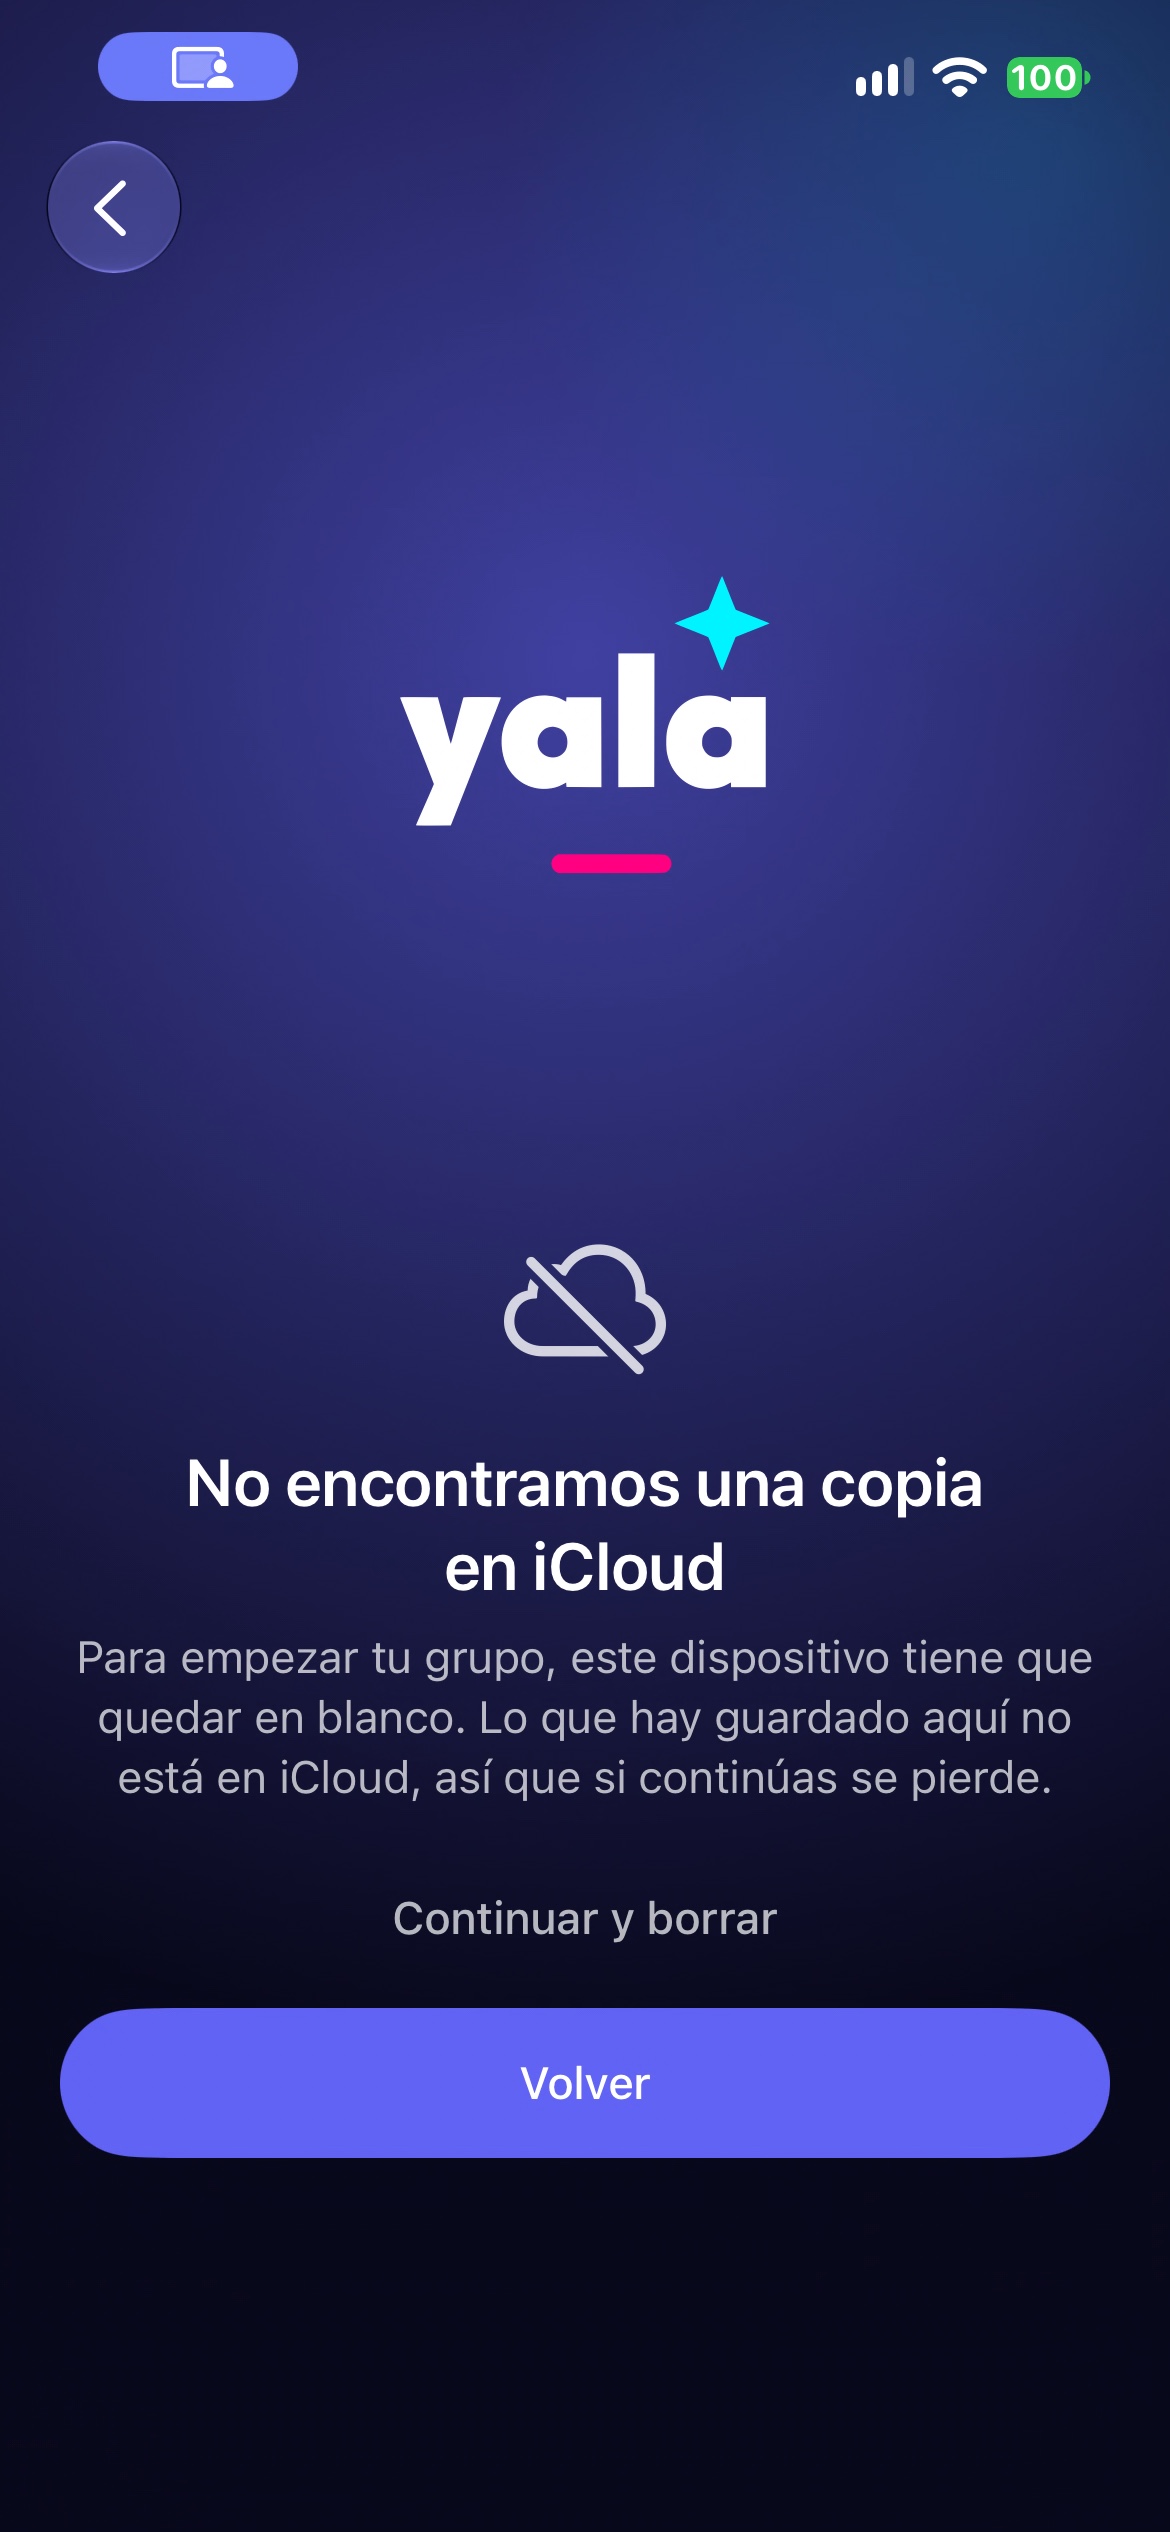 100
yala
No encontramos una copia
en iCloud
Para empezar tu grupo, este dispositivo tiene que
quedar en blanco. Lo que hay guardado aquí no
está en iCloud, así que si continúas se pierde.
Continuar y borrar
Volver